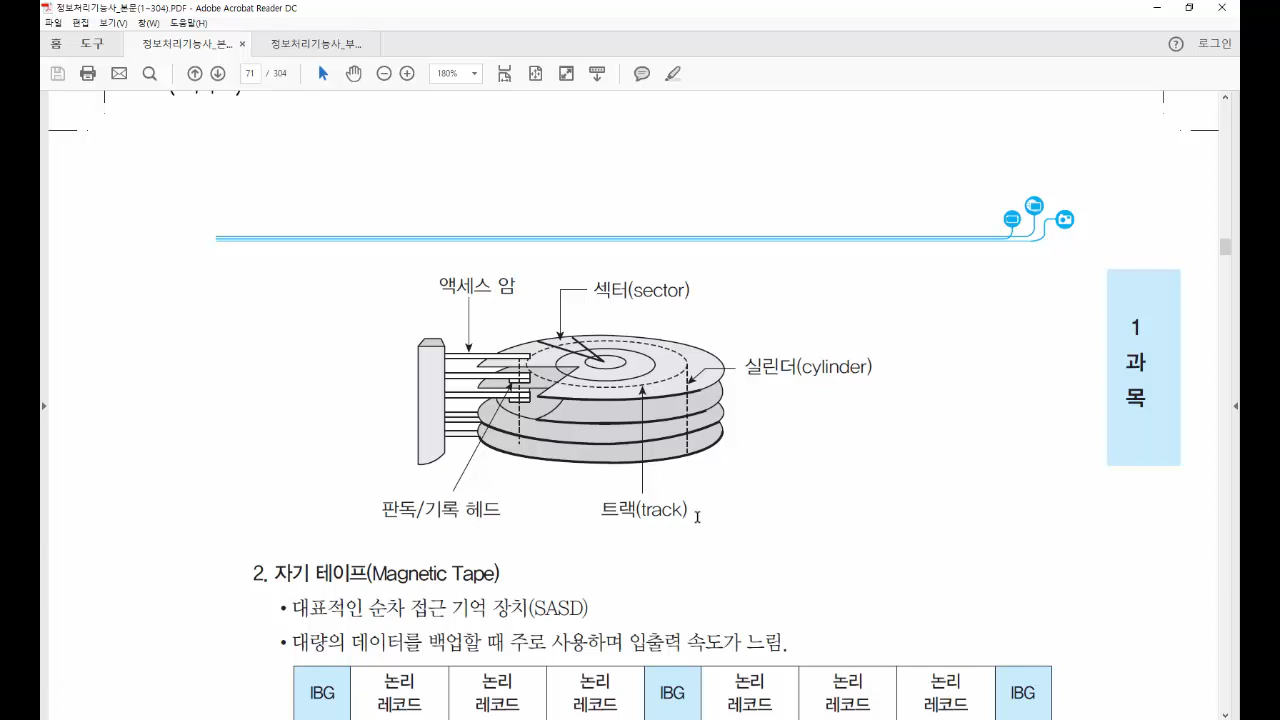 정보처리기능사_본문(1~304).PDF - Adobe Acrobat Reader DC
파일 편집 보기(V) 창(W) 도움말(H)
홈 도구 정보처리기능사_본... × 정보처리기능사_부... 로그인
71 / 304 180%
액세스 암
섹터(sector)
실린더(cylinder)
판독/기록 헤드
트랙(track)
1
과
목
2. 자기 테이프(Magnetic Tape)
• 대표적인 순차 접근 기억 장치(SASD)
• 대량의 데이터를 백업할 때 주로 사용하며 입출력 속도가 느림.
IBG 논리 레코드 논리 레코드 논리 레코드 IBG 논리 레코드 논리 레코드 논리 레코드 IBG